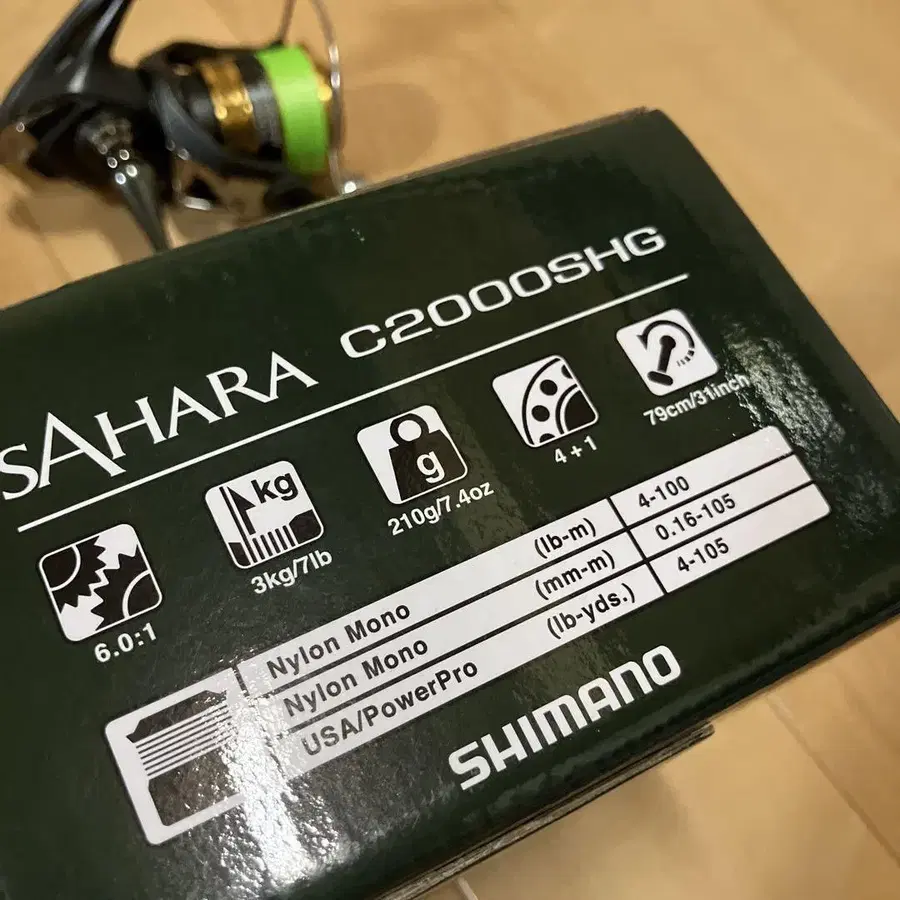 SAHARA C2000SHG
6.0:1
3kg/7lb
kg
210g/7.4oz
g
4+1
79cm/31inch
Nylon Mono (lb-m) 4-100
Nylon Mono (mm-m) 0.16-105
USA/PowerPro (lb-yds.) 4-105
SHIMANO